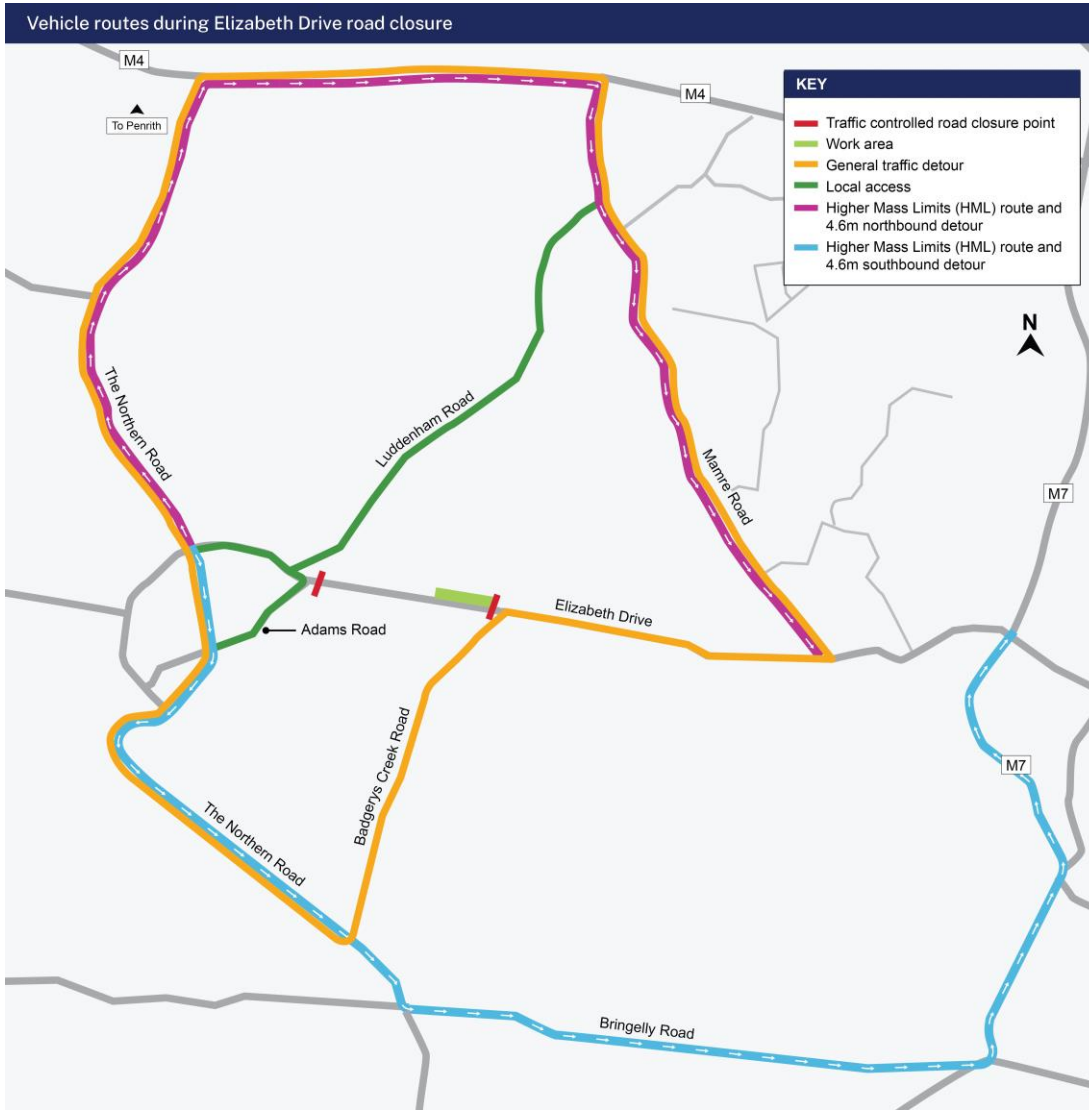 Vehicle routes during Elizabeth Drive road closure
M4
To Penrith
M4
KEY
Traffic controlled road closure point
Work area
General traffic detour
Local access
Higher Mass Limits (HML) route and
4.6m northbound detour
Higher Mass Limits (HML) route and
4.6m southbound detour
N
The Northern Road
Luddenham Road
Mamre Road
M7
Elizabeth Drive
Adams Road
Badgerys Creek Road
M7
The Northern Road
Bringelly Road